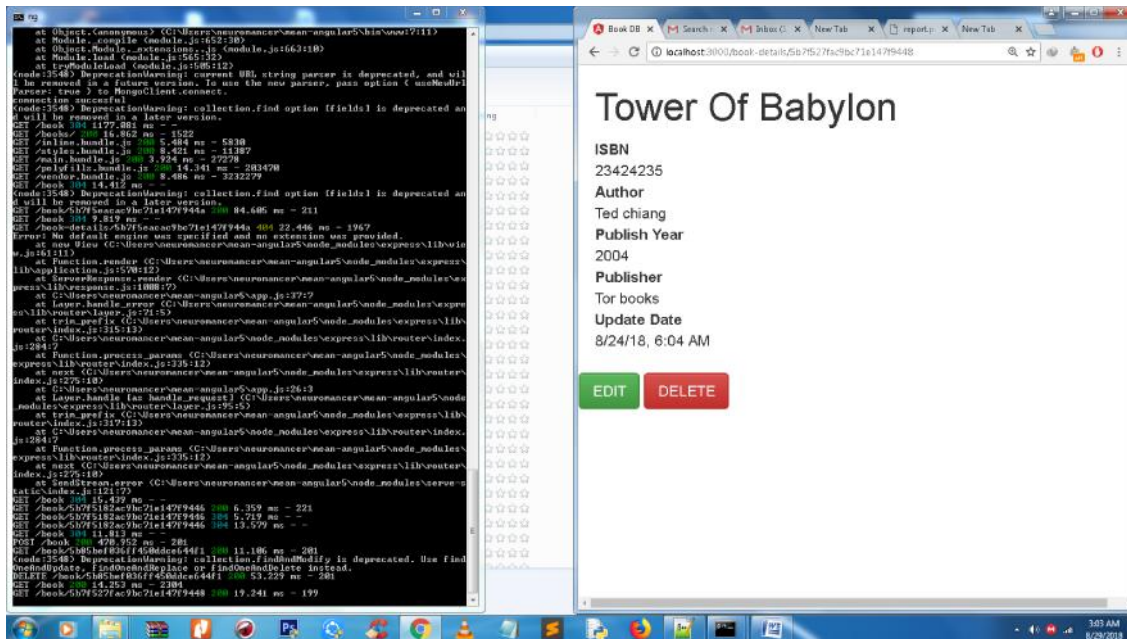 ng
at Object.<anonymous> (C:\Users\neuromancer\mean-angular5\bin\www:7:11)
at Module._compile (module.js:652:30)
at Object.Module._extensions..js (module.js:663:10)
at Module.load (module.js:565:32)
at tryModuleLoad (module.js:505:12)
(node:3548) DeprecationWarning: current URL string parser is deprecated, and wil
l be removed in a future version. To use the new parser, pass option { useNewUrl
Parser: true } to MongoClient.connect.
connection succesful
(node:3548) DeprecationWarning: collection.find option [fields] is deprecated an
d will be removed in a later version.
GET /book 304 1177.081 ms - -
GET /books/ 200 16.862 ms - 1522
GET /inline.bundle.js 200 5.484 ms - 5830
GET /styles.bundle.js 200 8.421 ms - 11387
GET /main.bundle.js 200 3.924 ms - 27278
GET /polyfills.bundle.js 200 14.341 ms - 203470
GET /vendor.bundle.js 200 8.486 ms - 3232279
GET /book 304 14.412 ms - -
(node:3548) DeprecationWarning: collection.find option [fields] is deprecated an
d will be removed in a later version.
GET /book/5b7f5eacac9bc71e147f944a 200 84.605 ms - 211
GET /book 304 9.819 ms - -
GET /book-details/5b7f5eacac9bc71e147f944a 404 22.446 ms - 1967
Error: No default engine was specified and no extension was provided.
at new View (C:\Users\neuromancer\mean-angular5\node_modules\express\lib\vie
w.js:61:11)
at Function.render (C:\Users\neuromancer\mean-angular5\node_modules\express\
lib\application.js:570:12)
at ServerResponse.render (C:\Users\neuromancer\mean-angular5\node_modules\ex
press\lib\response.js:1008:7)
at C:\Users\neuromancer\mean-angular5\app.js:37:7
at Layer.handle_error (C:\Users\neuromancer\mean-angular5\node_modules\expre
ss\lib\router\layer.js:71:5)
at trim_prefix (C:\Users\neuromancer\mean-angular5\node_modules\express\lib\
router\index.js:315:13)
at C:\Users\neuromancer\mean-angular5\node_modules\express\lib\router\index.
js:284:7
at Function.process_params (C:\Users\neuromancer\mean-angular5\node_modules\
express\lib\router\index.js:335:12)
at next (C:\Users\neuromancer\mean-angular5\node_modules\express\lib\router\
index.js:275:10)
at C:\Users\neuromancer\mean-angular5\app.js:26:3
at Layer.handle [as handle_request] (C:\Users\neuromancer\mean-angular5\node
_modules\express\lib\router\layer.js:95:5)
at trim_prefix (C:\Users\neuromancer\mean-angular5\node_modules\express\lib\
router\index.js:317:13)
at C:\Users\neuromancer\mean-angular5\node_modules\express\lib\router\index.
js:284:7
at Function.process_params (C:\Users\neuromancer\mean-angular5\node_modules\
express\lib\router\index.js:335:12)
at next (C:\Users\neuromancer\mean-angular5\node_modules\express\lib\router\
index.js:275:10)
at SendStream.error (C:\Users\neuromancer\mean-angular5\node_modules\serve-s
tatic\index.js:121:7)
GET /book 304 15.439 ms - -
GET /book/5b7f5182ac9bc71e147f9446 200 6.359 ms - 221
GET /book/5b7f5182ac9bc71e147f9446 304 5.719 ms - -
GET /book/5b7f5182ac9bc71e147f9446 304 13.579 ms - -
GET /book 304 11.813 ms - -
POST /book 200 470.952 ms - 201
GET /book/5b85bef036ff450ddce644f1 200 11.106 ms - 201
(node:3548) DeprecationWarning: collection.findAndModify is deprecated. Use find
OneAndUpdate, findOneAndReplace or findOneAndDelete instead.
DELETE /book/5b85bef036ff450ddce644f1 200 53.229 ms - 201
GET /book 200 14.253 ms - 2304
GET /book/5b7f527fac9bc71e147f9448 200 19.241 ms - 199
ng
Book DB
Search
Inbox (
New Tab
report.p
New Tab
localhost:3000/book-details/5b7f527fac9bc71e147f9448
Tower Of Babylon
ISBN
23424235
Author
Ted chiang
Publish Year
2004
Publisher
Tor books
Update Date
8/24/18, 6:04 AM
EDIT DELETE
3:03 AM
8/29/2018